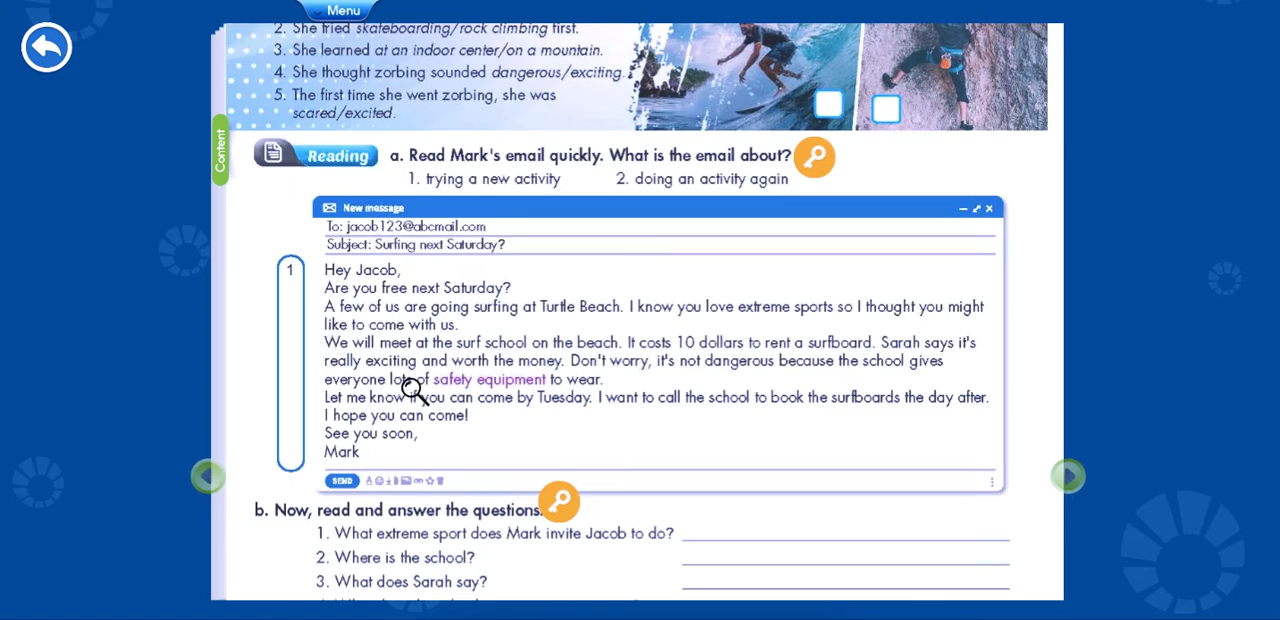 Menu
2. She tried skateboarding/rock climbing first.
3. She learned at an indoor center/on a mountain.
4. She thought zorbing sounded dangerous/exciting.
5. The first time she went zorbing, she was
scared/excited.
Content
Reading
a. Read Mark's email quickly. What is the email about?
1. trying a new activity
2. doing an activity again
New message
To: jacob123@abcmail.com
Subject: Surfing next Saturday?
1
Hey Jacob,
Are you free next Saturday?
A few of us are going surfing at Turtle Beach. I know you love extreme sports so I thought you might
like to come with us.
We will meet at the surf school on the beach. It costs 10 dollars to rent a surfboard. Sarah says it's
really exciting and worth the money. Don't worry, it's not dangerous because the school gives
everyone lots of safety equipment to wear.
Let me know if you can come by Tuesday. I want to call the school to book the surfboards the day after.
I hope you can come!
See you soon,
Mark
SEND
b. Now, read and answer the questions.
1. What extreme sport does Mark invite Jacob to do?
2. Where is the school?
3. What does Sarah say?